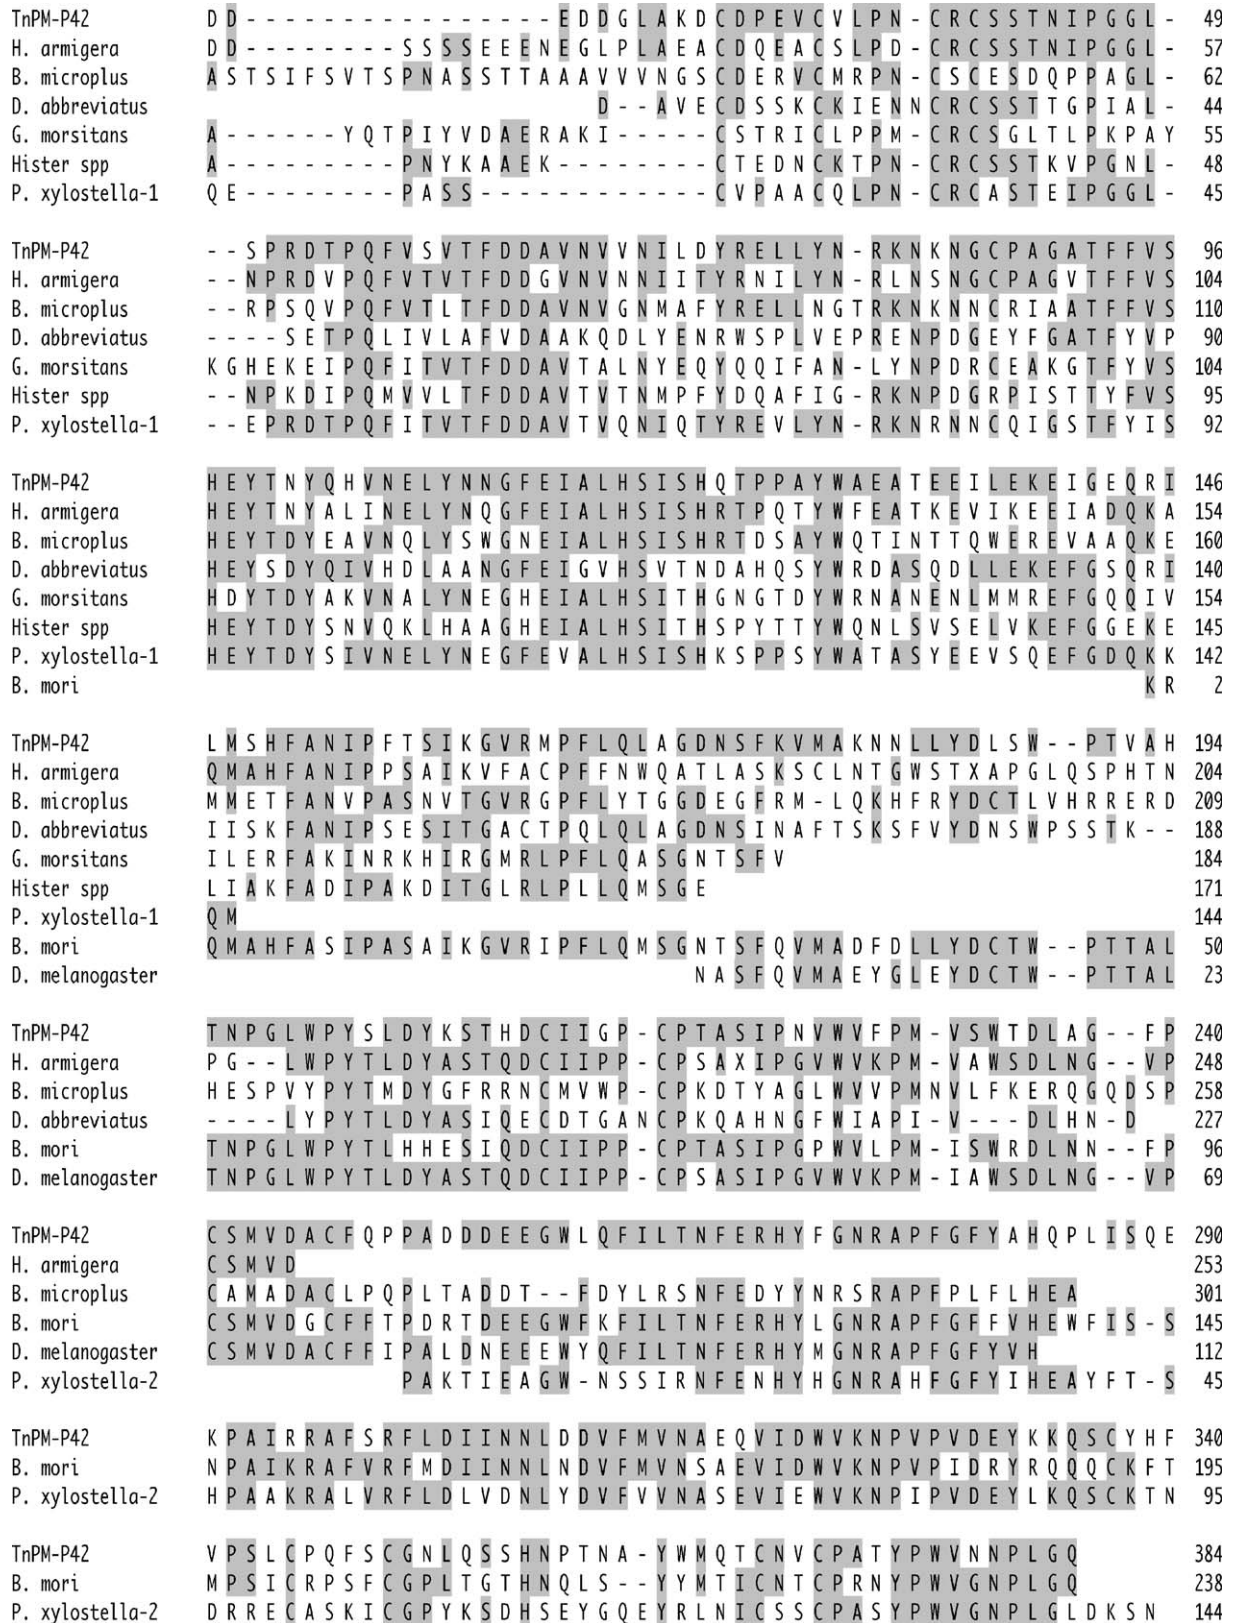 TnPM-P42 DD----------------EDDGLAKDCDPEVCVLPN-CRCSSTNIPGGL- 49
H. armigera DD--------SSSSEEENEGLPLAEACDQEACSLPD-CRCSSTNIPGGL- 57
B. microplus ASTSIFSVTSPNASSTTAAAVVVNGSCDERVCMRPN-CSCESDQPPAGL- 62
D. abbreviatus D--AVECDSSKCKIENNCRCSSTTGPIAL- 44
G. morsitans A------YQTPIYVDAERAKI-----CSTRICLPPM-CRCSGLTLPKPAY 55
Hister spp A---------PNYKAAEK--------CTEDNCKTPN-CRCSSTKVPGNL- 48
P. xylostella-1 QE--------PASS------------CVPAACQLPN-CRCASTEIPGGL- 45
TnPM-P42 --SPRDTPQFVSVTFDDAVNVVNILDYRELLYN-RKNKNGCPAGATFFVS 96
H. armigera --NPRDVPQFVTVTFDDGVNVNNIITYRNILYN-RLNSNGCPAGVTFFVS 104
B. microplus --RPSQVPQFVTLTFDDAVNVGNMAFYRELLNGTRKNKNNCRIAATFFVS 110
D. abbreviatus ----SETPQLIVLAFVDAAKQDLYENRWSPLVEPRENPDGEYFGATFYVP 90
G. morsitans KGHEKEIPQFITVTFDDAVTALNYEQYQQIFAN-LYNPDRCEAKGTFYVS 104
Hister spp --NPKDIPQMVVLTFDDAVTVTNMPFYDQAFIG-RKNPDGRPISTTYFVS 95
P. xylostella-1 --EPRDTPQFITVTFDDAVTVQNIQTYREVLYN-RKNRNNCQIGSTFYIS 92
TnPM-P42 HEYTNYQHVNELYNNGFEIALHSISHQTPPAYWAEATEEILEKEIGEQRI 146
H. armigera HEYTNYALINELYNQGFEIALHSISHRTPQTYWFEATKEVIKEEIADQKA 154
B. microplus HEYTDYEAVNQLYSWGNEIALHSISHRTDSAYWQTINTTQWEREVAAQKE 160
D. abbreviatus HEYSDYQIVHDLAANGFEIGVHSVTNDAHQSYWRDASQDLLEKEFGSQRI 140
G. morsitans HDYTDYAKVNALYNEGHEIALHSITHGNGTDYWRNANENLMMREFGQQIV 154
Hister spp HEYTDYSNVQKLHAAGHEIALHSITHSPYTTYWQNLSVSELVKEFGGEKE 145
P. xylostella-1 HEYTDYSIVNELYNEGFEVALHSISHKSPPSYWATASYEEVSQEFGDQKK 142
B. mori KR 2
TnPM-P42 LMSHFANIPFTSIKGVRMPFLQLAGDNSFKVMAKNNLLYDLSW--PTVAH 194
H. armigera QMAHFANIPPSAIKVFACPFFNWQATLASKSCLNTGWSTXAPGLQSPHTN 204
B. microplus MMETFANVPASNVTGVRGPFLYTGGDEGFRM-LQKHFRYDCTLVHRRERD 209
D. abbreviatus IISKFANIPSESITGACTPQLQLAGDNSINAFTSKSFVYDNSWPSSTK-- 188
G. morsitans ILERFAKINRKHIRGMRLPFLQASGNTSFV 184
Hister spp LIAKFADIPAKDITGLRLPLLQMSGE 171
P. xylostella-1 QM 144
B. mori QMAHFASIPASAIKGVRIPFLQMSGNTSFQVMADFDLLYDCTW--PTTAL 50
D. melanogaster NASFQVMAEYGLEYDCTW--PTTAL 23
TnPM-P42 TNPGLWPYSLDYKSTHDCIIGP-CPTASIPNVWVFPM-VSWTDLAG--FP 240
H. armigera PG--LWPYTLDYASTQDCIIPP-CPSAXIPGVWVKPM-VAWSDLNG--VP 248
B. microplus HESPVYPYTMDYGFRRNCMVWP-CPKDTYAGLWVVPMNVLFKERQGQDSP 258
D. abbreviatus ----LYPYTLDYASIQECDTGANCPKQAHNGFWIAPI-V---DLHN-D 227
B. mori TNPGLWPYTLHHESIQDCIIPP-CPTASIPGPWVLPM-ISWRDLNN--FP 96
D. melanogaster TNPGLWPYTLDYASTQDCIIPP-CPSASIPGVWVKPM-IAWSDLNG--VP 69
TnPM-P42 CSMVDACFQPPADDDEEGWLQFILTNFERHYFGNRAPFGFYAHQPLISQE 290
H. armigera CSMVD 253
B. microplus CAMADACLPQPLTADDT--FDYLRSNFEDYYNRSRAPFPLFLHEA 301
B. mori CSMVDGCFFTPDRTDEEGWFKFILTNFERHYLGNRAPFGFFVHEWFIS-S 145
D. melanogaster CSMVDACFFIPALDNEEEWYQFILTNFERHYMGNRAPFGFYVH 112
P. xylostella-2 PAKTIEAGW-NSSIRNFENHYHGNRAHFGFYIHEAYFT-S 45
TnPM-P42 KPAIRRAFSRFLDIINNLDDVFMVNAEQVIDWVKNPVPVDEYKKQSCYHF 340
B. mori NPAIKRAFVRFMDIINNLNDVFMVNSAEVIDWVKNPVPIDRYRQQQCKFT 195
P. xylostella-2 HPAAKRALVRFLDLVDNLYDVFVVNASEVIEWVKNPIPVDEYLKQSCKTN 95
TnPM-P42 VPSLCPQFSCGNLQSSHNPTNA-YWMQTCNVCPATYPWVNNPLGQ 384
B. mori MPSICRPSFCGPLTGTHNQLS--YYMTICNTCPRNYPWVGNPLGQ 238
P. xylostella-2 DRRECASKICGPYKSDHSEYGQEYRLNICSSCPASYPWVGNPLGLDKSN 144